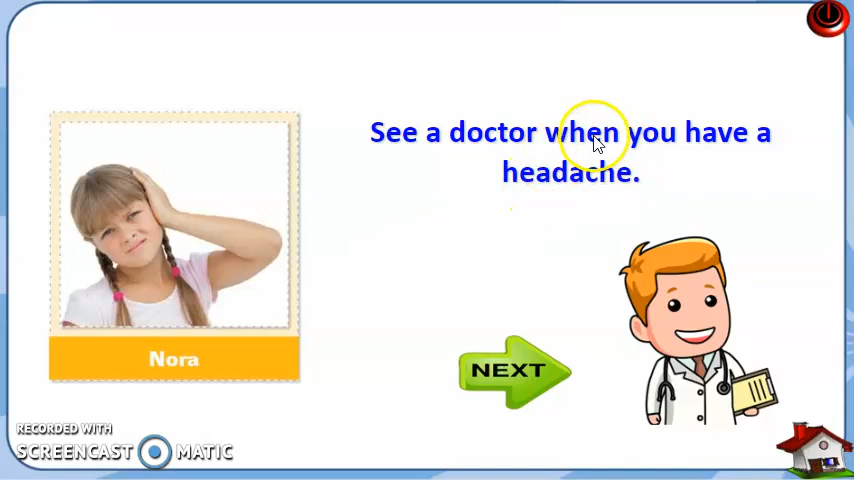 See a doctor when you have a
headache.
Nora
NEXT
RECORDED WITH
SCREENCAST MATIC